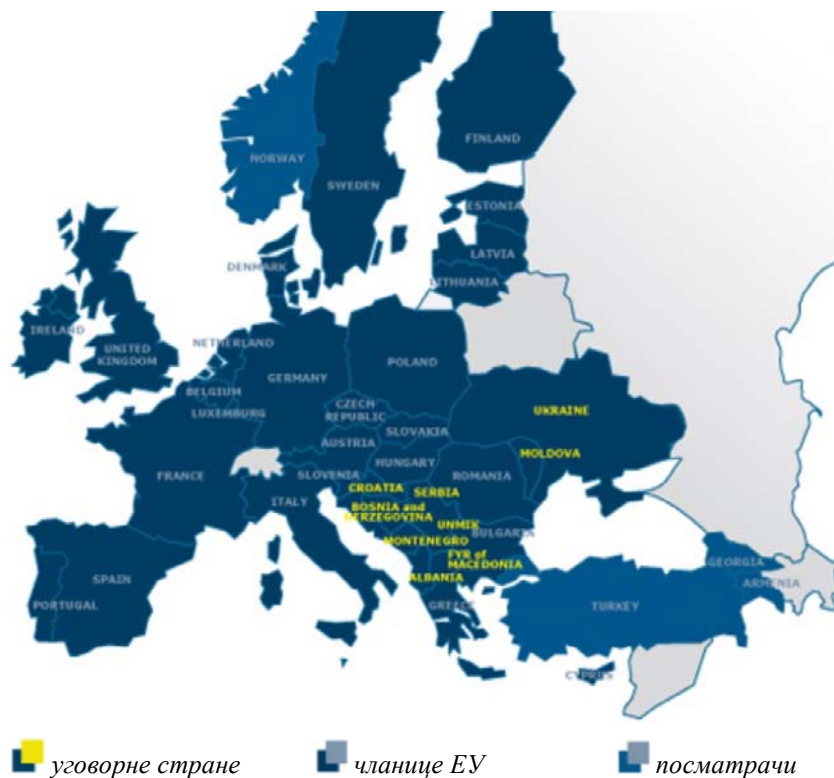 FINLAND
NORWAY
SWEDEN
ESTONIA
LATVIA
DENMARK
LITHUANIA
IRELAND
UNITED
KINGDOM
NETHERLAND
POLAND
GERMANY
BELGIUM
LUXEMBURG
CZECH
REPUBLIC
UKRAINE
SLOVAKIA
AUSTRIA
MOLDOVA
HUNGARY
FRANCE
SLOVENIA
ROMANIA
CROATIA
SERBIA
ITALY
BOSNIA and
HERZEGOVINA
UNMIK
BULGARIA
MONTENEGRO
FYR of
MACEDONIA
GEORGIA
ALBANIA
SPAIN
ARMENIA
PORTUGAL
GREECE
TURKEY
CYPRUS
уговорне стране
чланице ЕУ
посматрачи